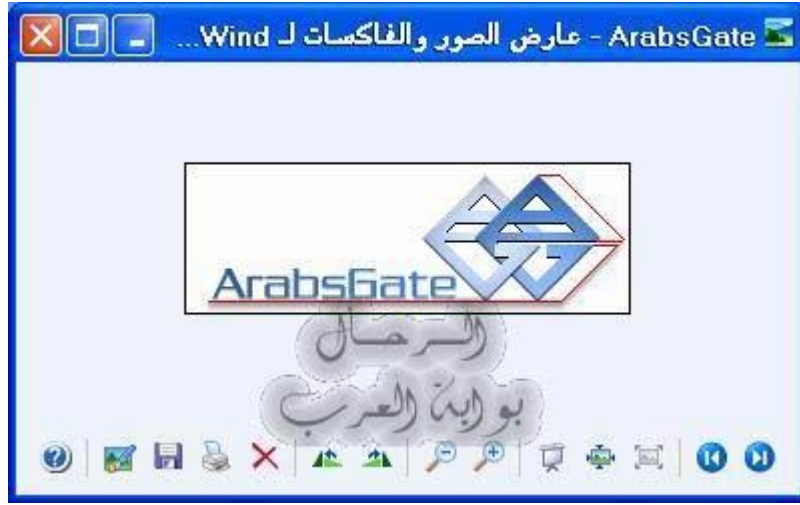 ArabsGate - عارض الصور والفاكسات لـ Wind...
ArabsGate
الرحال
بوابة العرب